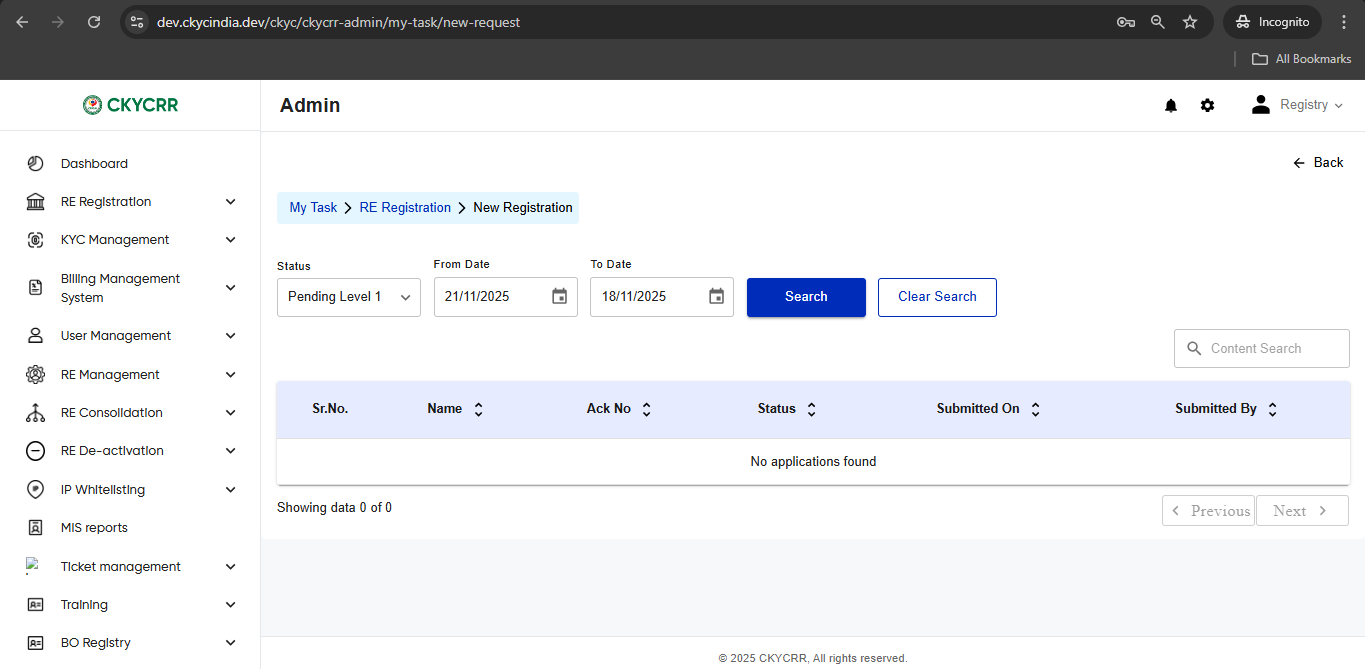 dev.ckycindia.dev/ckyc/ckycrr-admin/my-task/new-request
Incognito
All Bookmarks
CKYCRR
Admin
Registry
Back
Dashboard
RE Registration
KYC Management
Billing Management
System
User Management
RE Management
RE Consolidation
RE De-activation
IP Whitelisting
MIS reports
Ticket management
Training
BO Registry
My Task > RE Registration > New Registration
Status From Date To Date
Pending Level 1 21/11/2025 18/11/2025 Search Clear Search
Content Search
Sr.No. Name Ack No Status Submitted On Submitted By
No applications found
Showing data 0 of 0
Previous Next
© 2025 CKYCRR, All rights reserved.